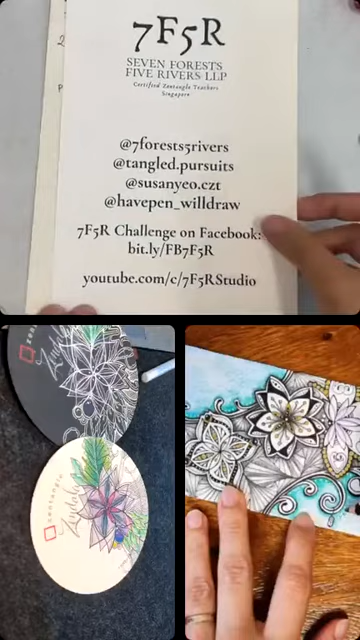 7F5R
SEVEN FORESTS
FIVE RIVERS LLP
Certified Zentangle Teachers
Singapore
@7forests5rivers
@tangled.pursuits
@susanyeo.czt
@havepen_willdraw
7F5R Challenge on Facebook:
bit.ly/FB7F5R
youtube.com/c/7F5RStudio
zentangle